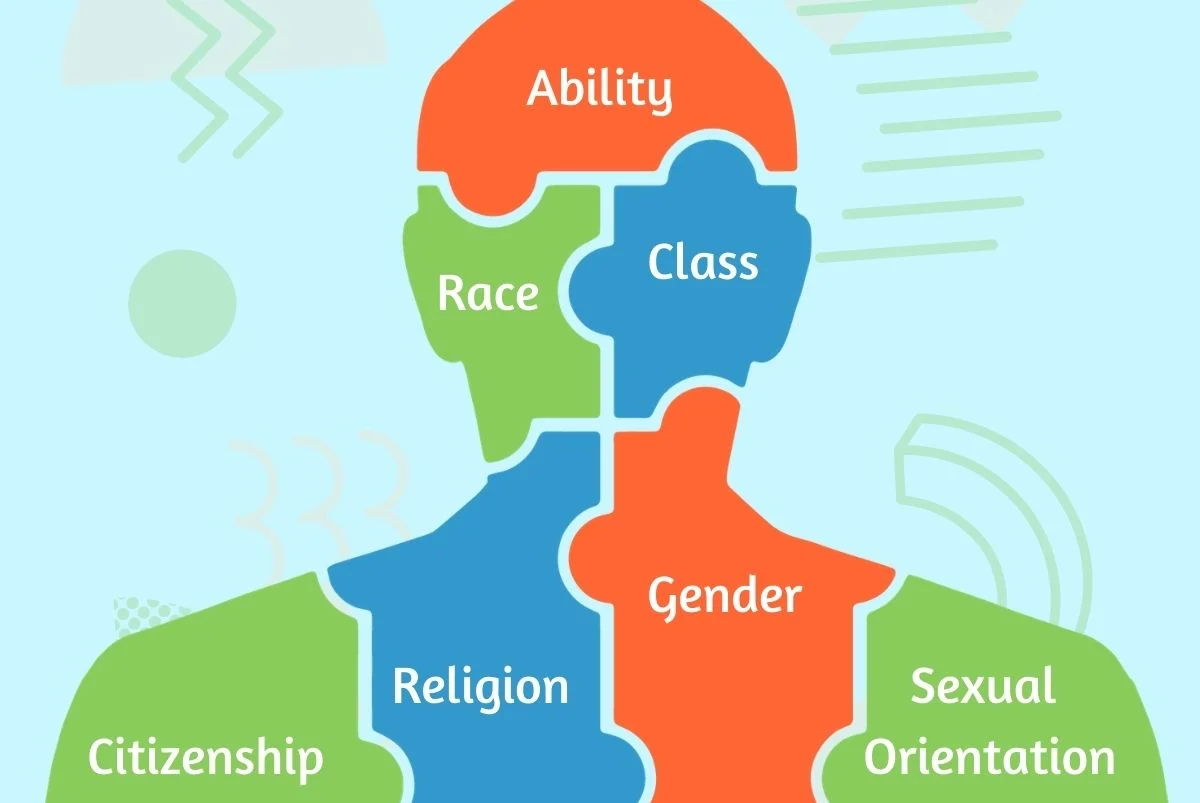 Ability
Race
Class
Gender
Religion
Sexual
Orientation
Citizenship